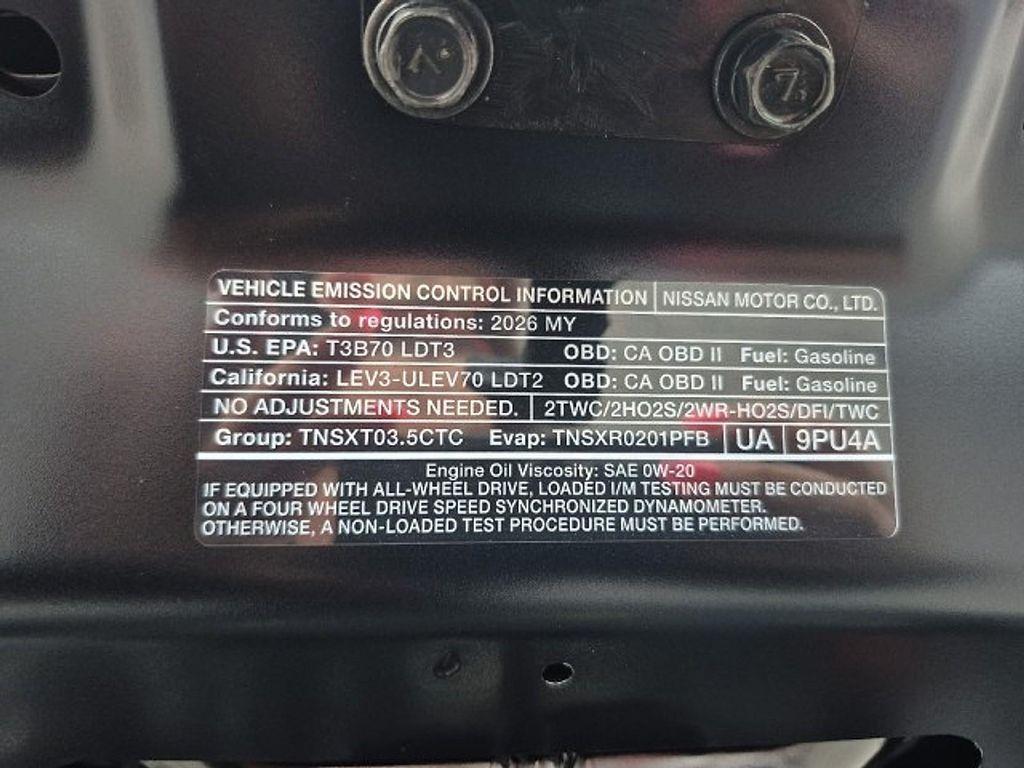 VEHICLE EMISSION CONTROL INFORMATION NISSAN MOTOR CO., LTD.
Conforms to regulations: 2026 MY
U.S. EPA: T3B70 LDT3 OBD: CA OBD II Fuel: Gasoline
California: LEV3-ULEV70 LDT2 OBD: CA OBD II Fuel: Gasoline
NO ADJUSTMENTS NEEDED. 2TWC/2HO2S/2WR-HO2S/DFI/TWC
Group: TNSXT03.5CTC Evap: TNSXR0201PFB UA 9PU4A
Engine Oil Viscosity: SAE 0W-20
IF EQUIPPED WITH ALL-WHEEL DRIVE, LOADED I/M TESTING MUST BE CONDUCTED
ON A FOUR WHEEL DRIVE SPEED SYNCHRONIZED DYNAMOMETER.
OTHERWISE, A NON-LOADED TEST PROCEDURE MUST BE PERFORMED.